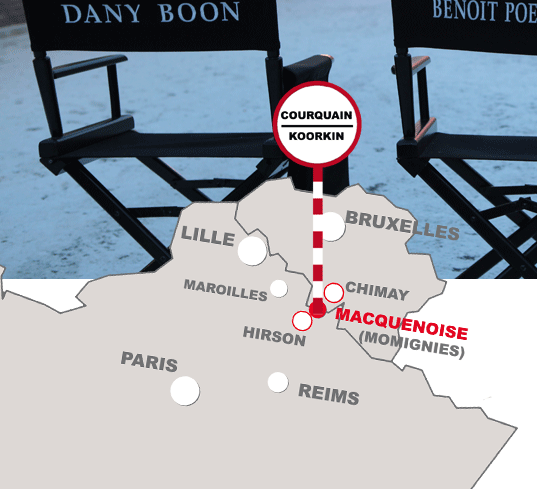 DANY BOON
BENOIT POE
COURQUAIN
KOORKIN
BRUXELLES
LILLE
MAROILLES
CHIMAY
MACQUENOISE
(MOMIGNIES)
HIRSON
PARIS
REIMS